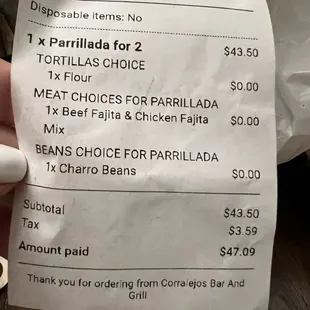 Disposable items: No
1 x Parrillada for 2 $43.50
TORTILLAS CHOICE
1x Flour $0.00
MEAT CHOICES FOR PARRILLADA
1x Beef Fajita & Chicken Fajita $0.00
Mix
BEANS CHOICE FOR PARRILLADA
1x Charro Beans $0.00
Subtotal $43.50
Tax $3.59
Amount paid $47.09
Thank you for ordering from Corralejos Bar And
Grill